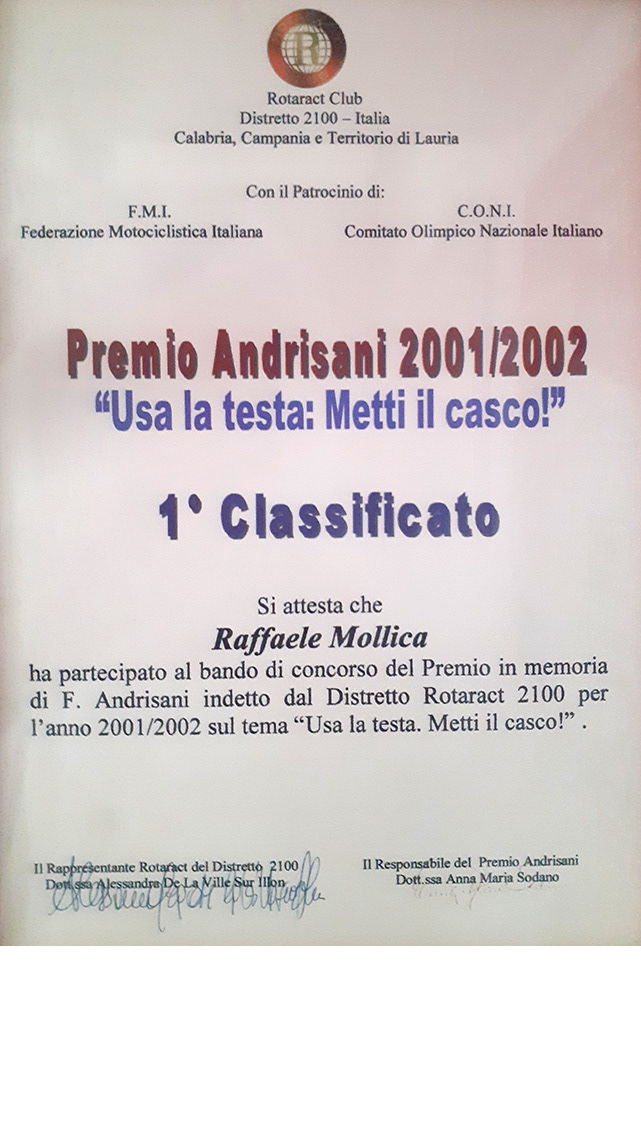 R
Rotaract Club
Distretto 2100 – Italia
Calabria, Campania e Territorio di Lauria
Con il Patrocinio di:
F.M.I.
Federazione Motociclistica Italiana
C.O.N.I.
Comitato Olimpico Nazionale Italiano
Premio Andrisani 2001/2002
“Usa la testa: Metti il casco!”
1° Classificato
Si attesta che
Raffaele Mollica
ha partecipato al bando di concorso del Premio in memoria
di F. Andrisani indetto dal Distretto Rotaract 2100 per
l’anno 2001/2002 sul tema “Usa la testa. Metti il casco!” .
Il Rappresentante Rotaract del Distretto 2100
Dott.ssa Alessandra De La Ville Sur Illon
Il Responsabile del Premio Andrisani
Dott.ssa Anna Maria Sodano